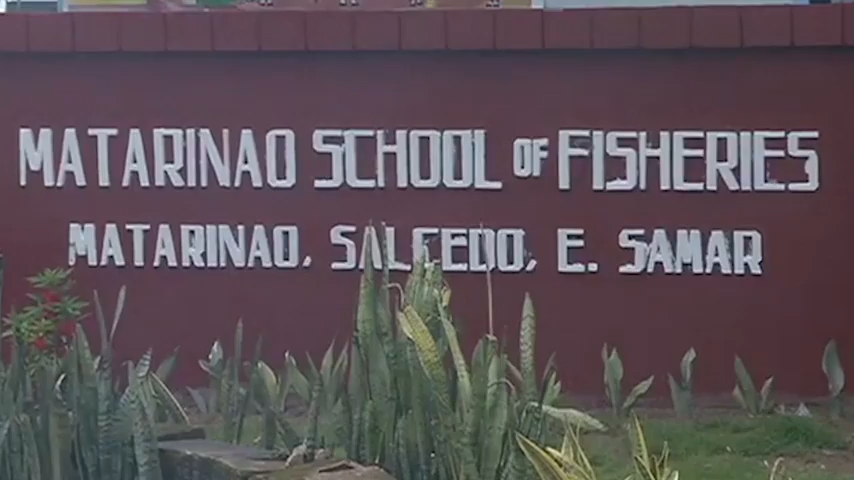 MATARINAO SCHOOL OF FISHERIES
MATARINAO, SALCEDO, E. SAMAR